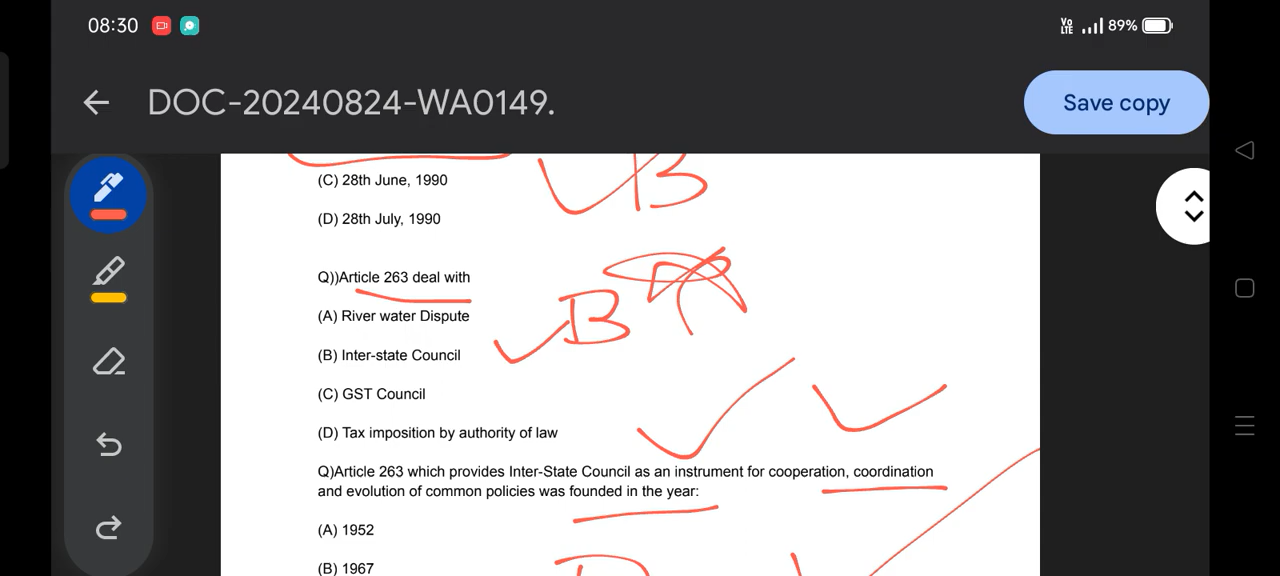 08:30
Vo LTE 89%
DOC-20240824-WA0149.
Save copy
(C) 28th June, 1990
B
(D) 28th July, 1990
Q))Article 263 deal with
(A) River water Dispute
B
(B) Inter-state Council
(C) GST Council
(D) Tax imposition by authority of law
Q)Article 263 which provides Inter-State Council as an instrument for cooperation, coordination
and evolution of common policies was founded in the year:
(A) 1952
(B) 1967